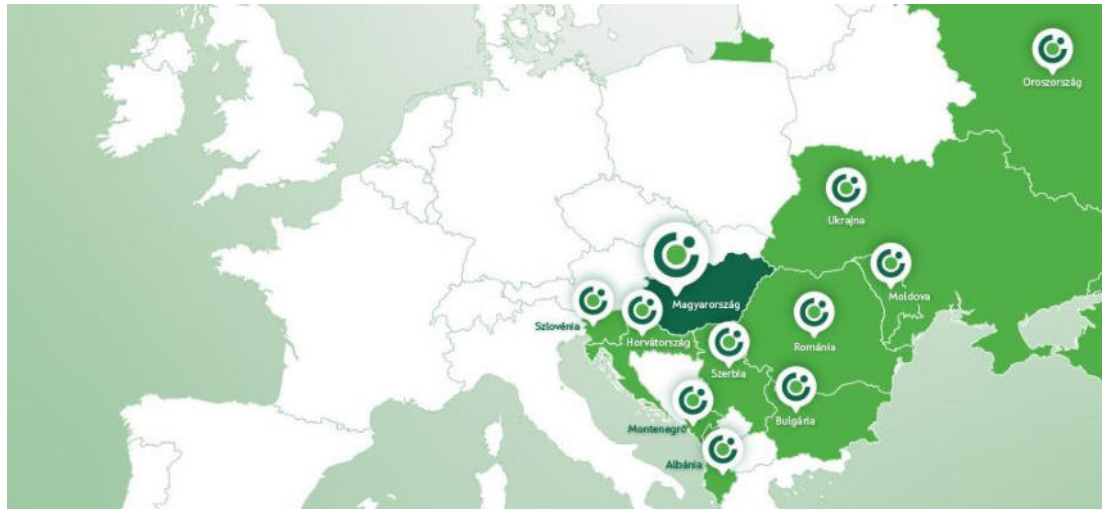 Oroszország
Ukrajna
Moldova
Magyarország
Szlovénia
Horvátország
Románia
Szerbia
Bulgária
Montenegró
Albánia